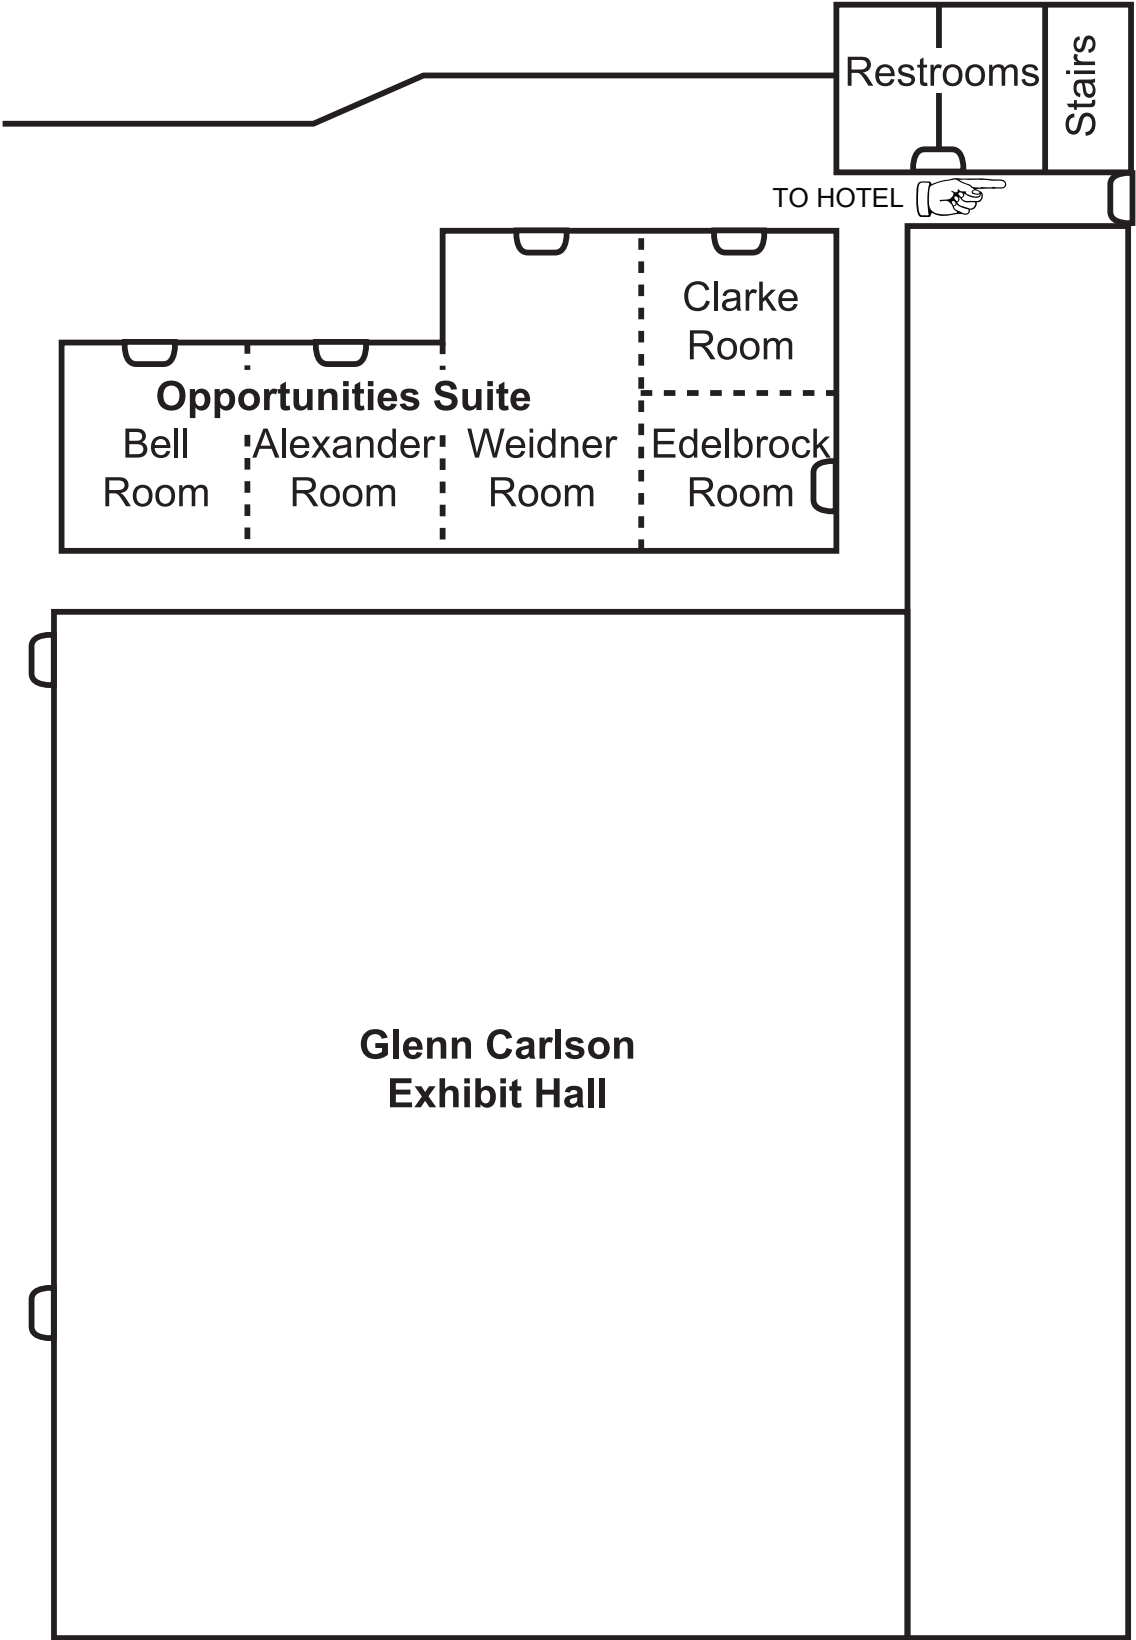 Restrooms
Stairs
TO HOTEL
Clarke
Room
Opportunities Suite
Bell
Room
Alexander
Room
Weidner
Room
Edelbrock
Room
Glenn Carlson
Exhibit Hall